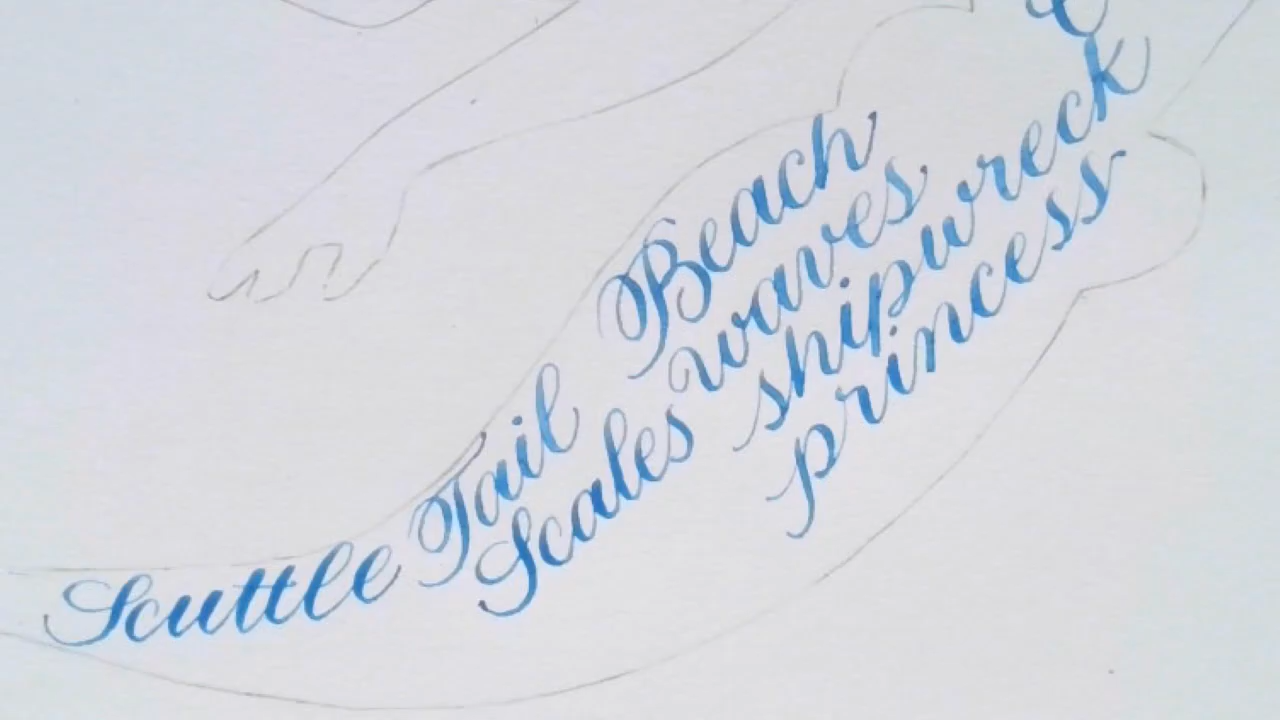 Scuttle Tail Beach
Scales waves
shipwreck
princess